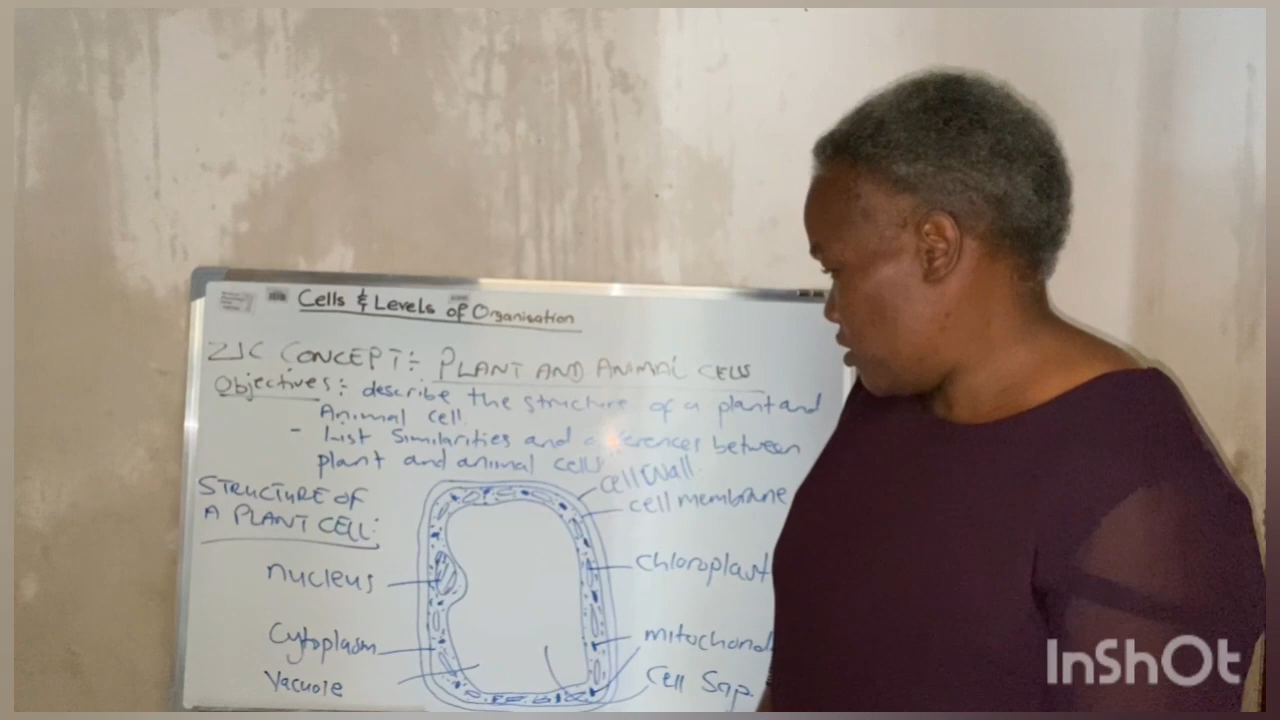 Cells & Levels of Organisation
ZJC CONCEPT:- PLANT AND ANIMAL CELLS
Objectives:- describe the structure of a plant and
Animal cell.
- List similarities and differences between
plant and animal cells
STRUCTURE OF
A PLANT CELL:
cell wall
cell membrane
chloroplast
nucleus
mitochond
Cytoplasm
Cell Sap.
Vacuole
InShOt